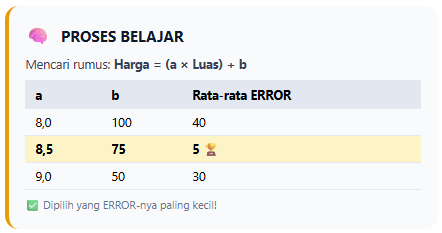 🧠 PROSES BELAJAR
Mencari rumus: Harga = (a × Luas) + b
a b Rata-rata ERROR
8,0 100 40
8,5 75 5 🏆
9,0 50 30
✅ Dipilih yang ERROR-nya paling kecil!